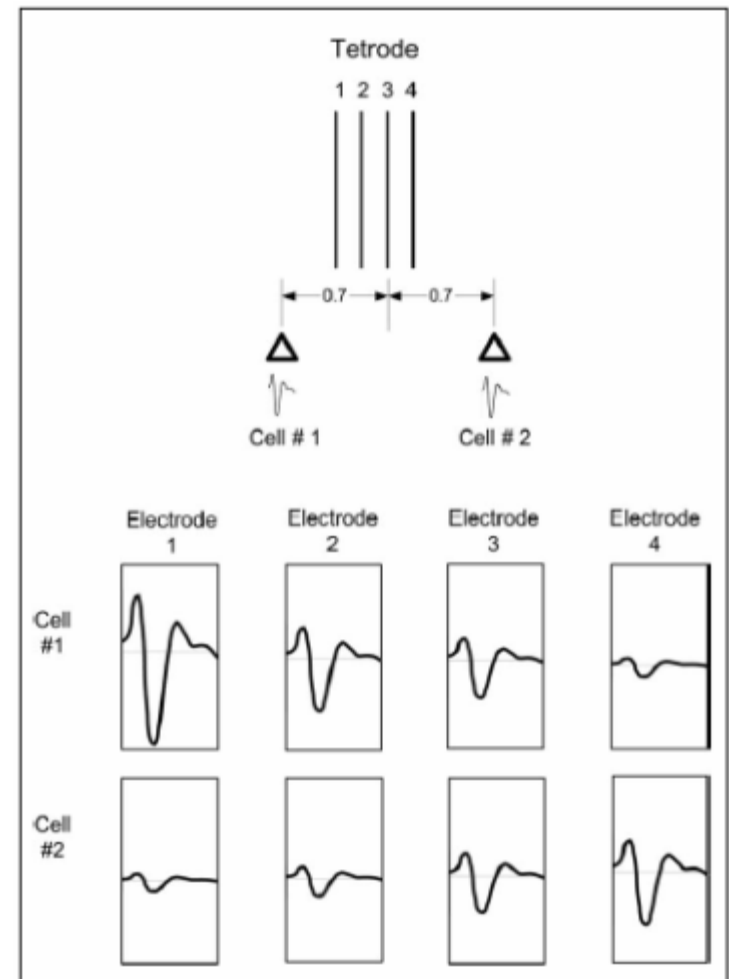 Tetrode
1 2 3 4
0.7 0.7
Cell # 1 Cell # 2
Electrode Electrode Electrode Electrode
1 2 3 4
Cell
#1
Cell
#2